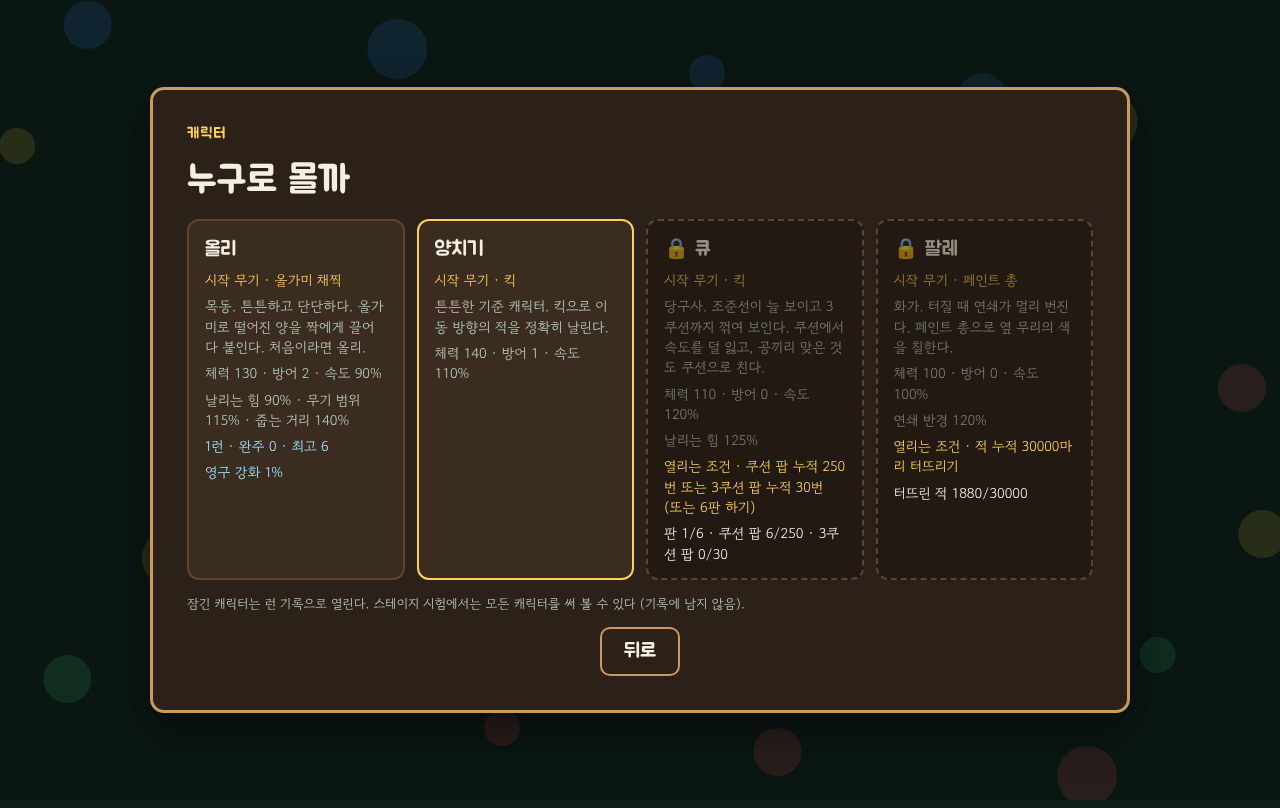 캐릭터
누구로 몰까
올리
시작 무기 · 올가미 채찍
목동. 튼튼하고 단단하다. 올가
미로 떨어진 양을 짝에게 끌어
다 붙인다. 처음이라면 올리.
체력 130 · 방어 2 · 속도 90%
날리는 힘 90% · 무기 범위
115% · 줍는 거리 140%
1런 · 완주 0 · 최고 6
영구 강화 1%
양치기
시작 무기 · 킥
튼튼한 기준 캐릭터. 킥으로 이
동 방향의 적을 정확히 날린다.
체력 140 · 방어 1 · 속도
110%
🔒 큐
시작 무기 · 킥
당구사. 조준선이 늘 보이고 3
쿠션까지 꺾여 보인다. 쿠션에서
속도를 덜 잃고, 공끼리 맞은 것
도 쿠션으로 친다.
체력 110 · 방어 0 · 속도
120%
날리는 힘 125%
열리는 조건 · 쿠션 팝 누적 250
번 또는 3쿠션 팝 누적 30번
(또는 6판 하기)
판 1/6 · 쿠션 팝 6/250 · 3쿠
션 팝 0/30
🔒 팔레
시작 무기 · 페인트 총
화가. 터질 때 연쇄가 멀리 번진
다. 페인트 총으로 옆 무리의 색
을 칠한다.
체력 100 · 방어 0 · 속도
100%
연쇄 반경 120%
열리는 조건 · 적 누적 30000마
리 터뜨리기
터뜨린 적 1880/30000
잠긴 캐릭터는 런 기록으로 열린다. 스테이지 시험에서는 모든 캐릭터를 써 볼 수 있다 (기록에 남지 않음).
뒤로